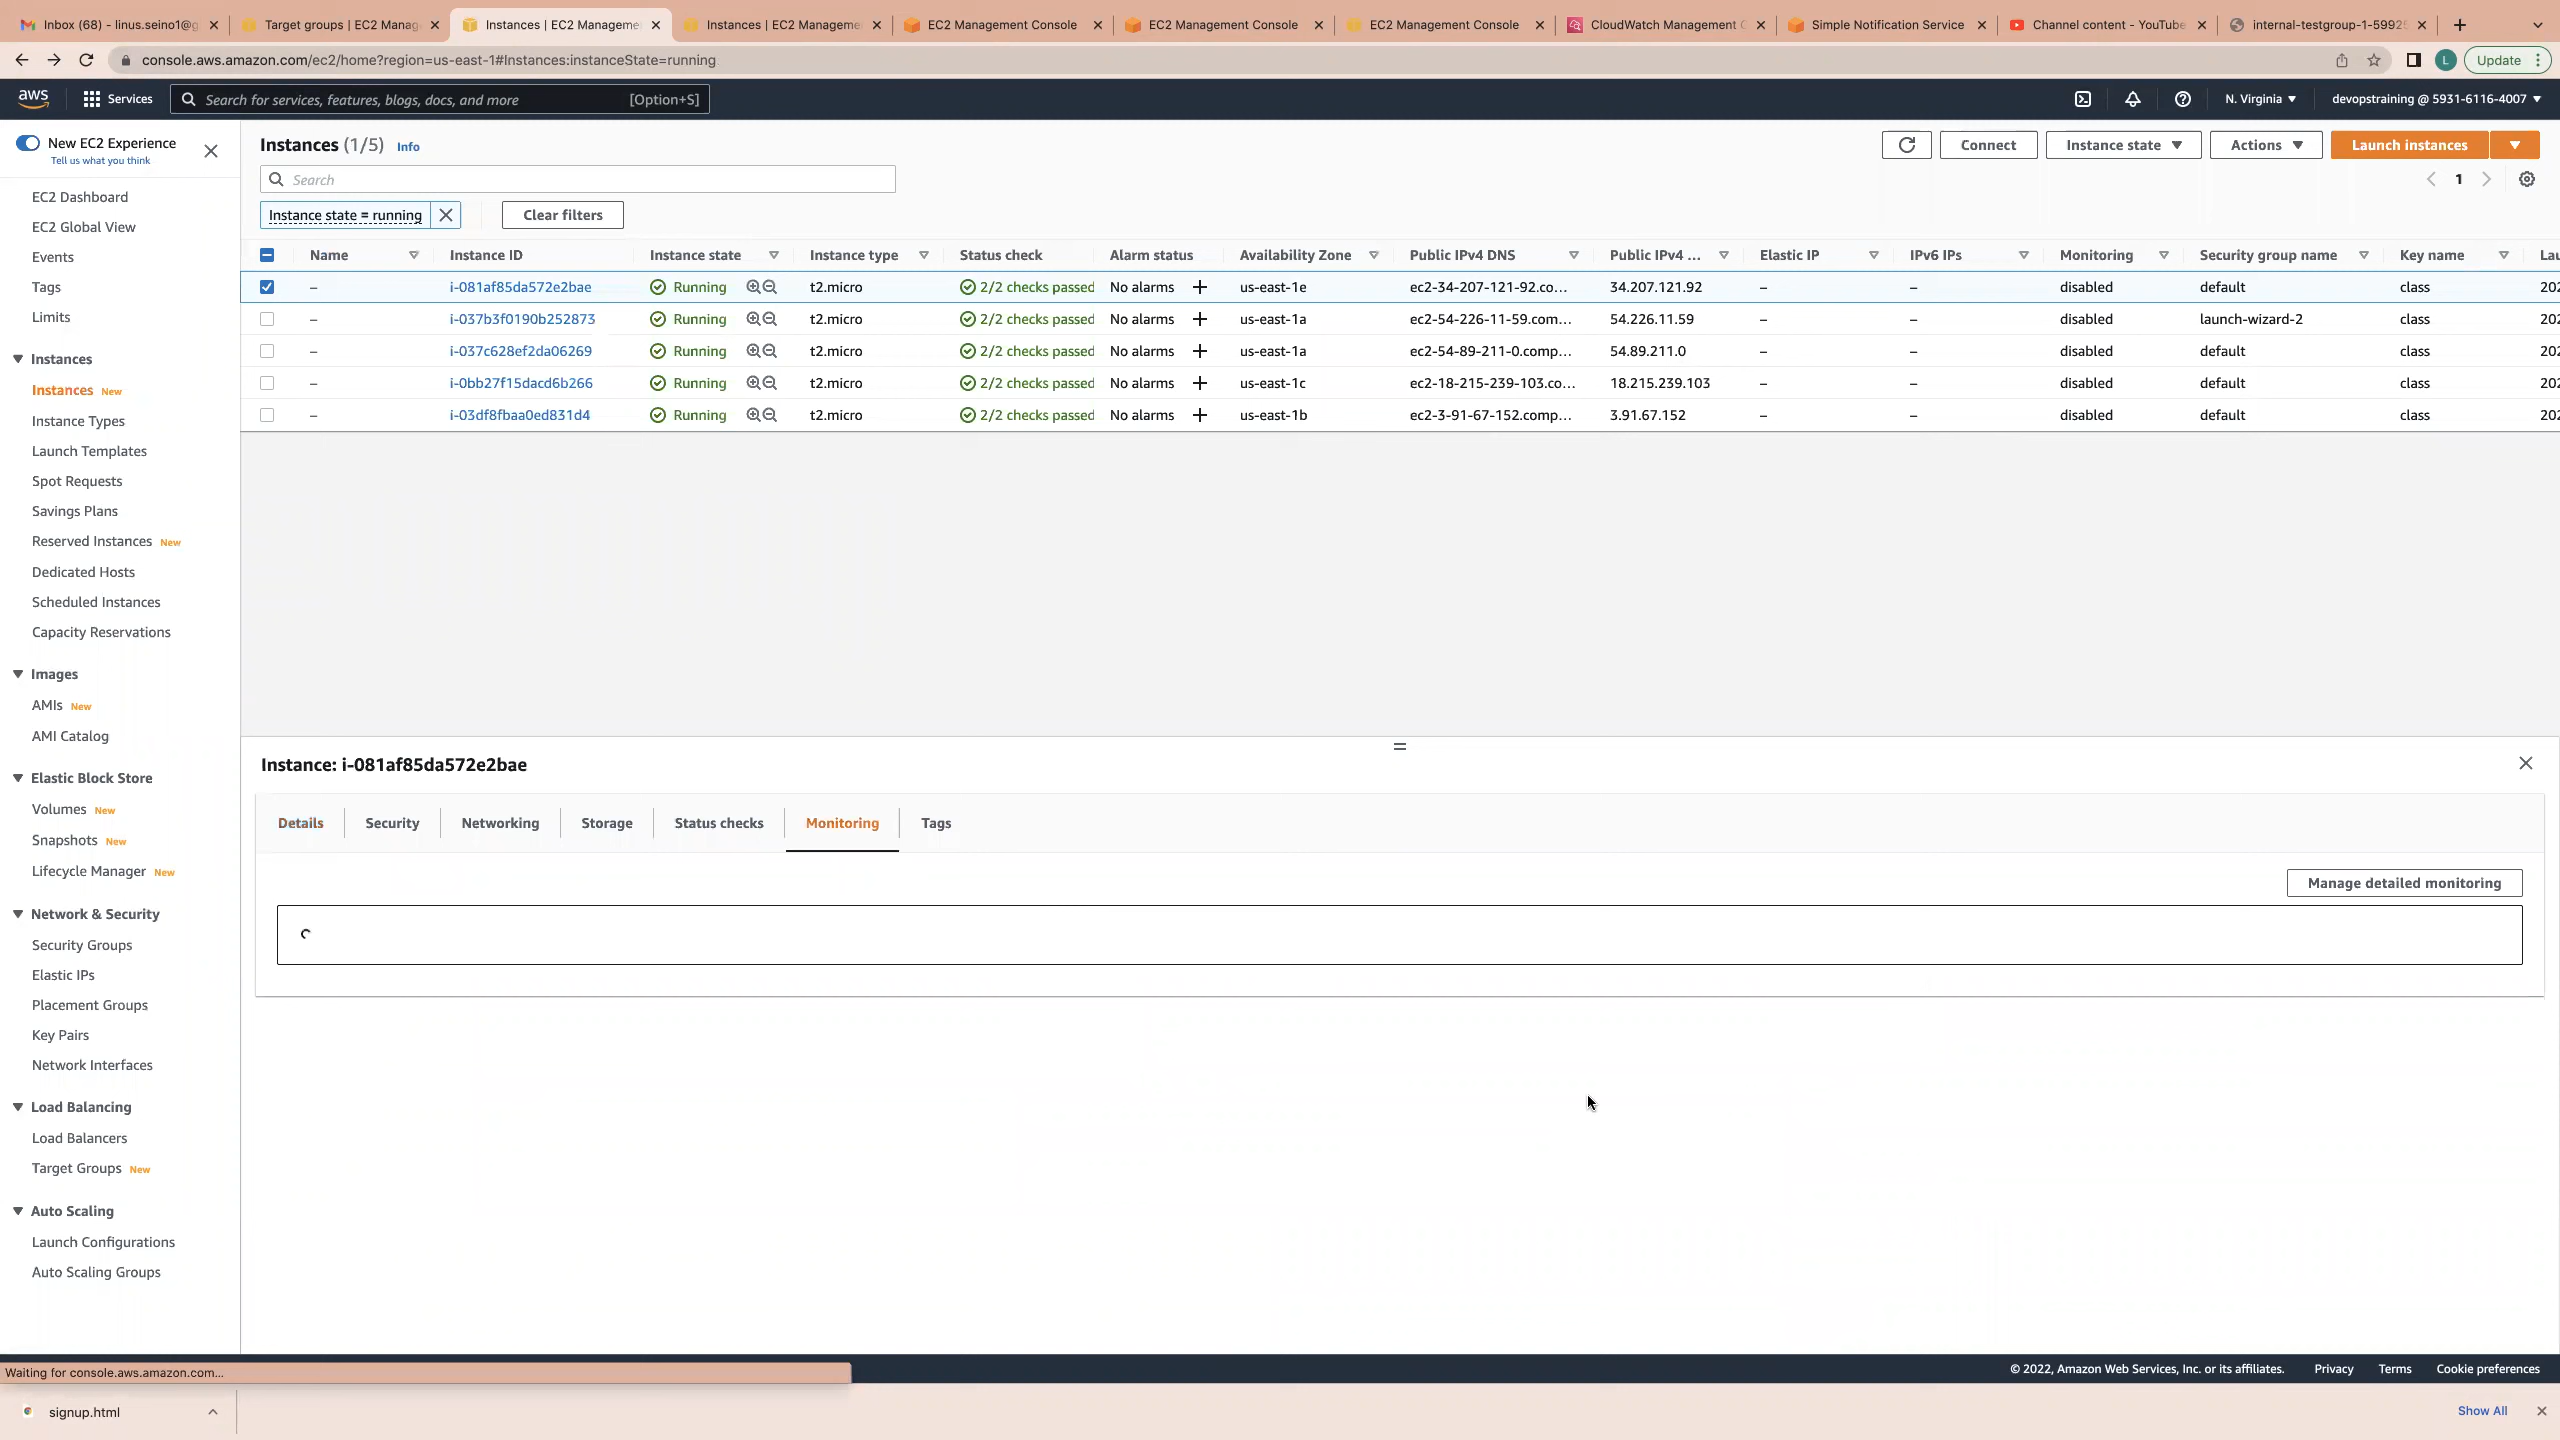 Inbox (68) - linus.seino1@g
Target groups | EC2 Manag
Instances | EC2 Manageme
Instances | EC2 Manageme
EC2 Management Console
EC2 Management Console
EC2 Management Console
CloudWatch Management C
Simple Notification Service
Channel content - YouTube
internal-testgroup-1-5992
console.aws.amazon.com/ec2/home?region=us-east-1#Instances:instanceState=running
L
Update
aws
Services
Search for services, features, blogs, docs, and more
[Option+S]
N. Virginia
devopstraining @ 5931-6116-4007
New EC2 Experience
Tell us what you think
EC2 Dashboard
EC2 Global View
Events
Tags
Limits
Instances
Instances New
Instance Types
Launch Templates
Spot Requests
Savings Plans
Reserved Instances New
Dedicated Hosts
Scheduled Instances
Capacity Reservations
Images
AMIs New
AMI Catalog
Elastic Block Store
Volumes New
Snapshots New
Lifecycle Manager New
Network & Security
Security Groups
Elastic IPs
Placement Groups
Key Pairs
Network Interfaces
Load Balancing
Load Balancers
Target Groups New
Auto Scaling
Launch Configurations
Auto Scaling Groups
Instances (1/5) Info
Connect
Instance state
Actions
Launch instances
Search
1
Instance state = running
Clear filters
Name Instance ID Instance state Instance type Status check Alarm status Availability Zone Public IPv4 DNS Public IPv4 ... Elastic IP IPv6 IPs Monitoring Security group name Key name Lau
– i-081af85da572e2bae Running t2.micro 2/2 checks passed No alarms + us-east-1e ec2-34-207-121-92.co... 34.207.121.92 – – disabled default class 202
– i-037b3f0190b252873 Running t2.micro 2/2 checks passed No alarms + us-east-1a ec2-54-226-11-59.com... 54.226.11.59 – – disabled launch-wizard-2 class 202
– i-037c628ef2da06269 Running t2.micro 2/2 checks passed No alarms + us-east-1a ec2-54-89-211-0.comp... 54.89.211.0 – – disabled default class 202
– i-0bb27f15dacd6b266 Running t2.micro 2/2 checks passed No alarms + us-east-1c ec2-18-215-239-103.co... 18.215.239.103 – – disabled default class 202
– i-03df8fbaa0ed831d4 Running t2.micro 2/2 checks passed No alarms + us-east-1b ec2-3-91-67-152.comp... 3.91.67.152 – – disabled default class 202
Instance: i-081af85da572e2bae
Details
Security
Networking
Storage
Status checks
Monitoring
Tags
Manage detailed monitoring
Waiting for console.aws.amazon.com...
© 2022, Amazon Web Services, Inc. or its affiliates.
Privacy
Terms
Cookie preferences
signup.html
Show All